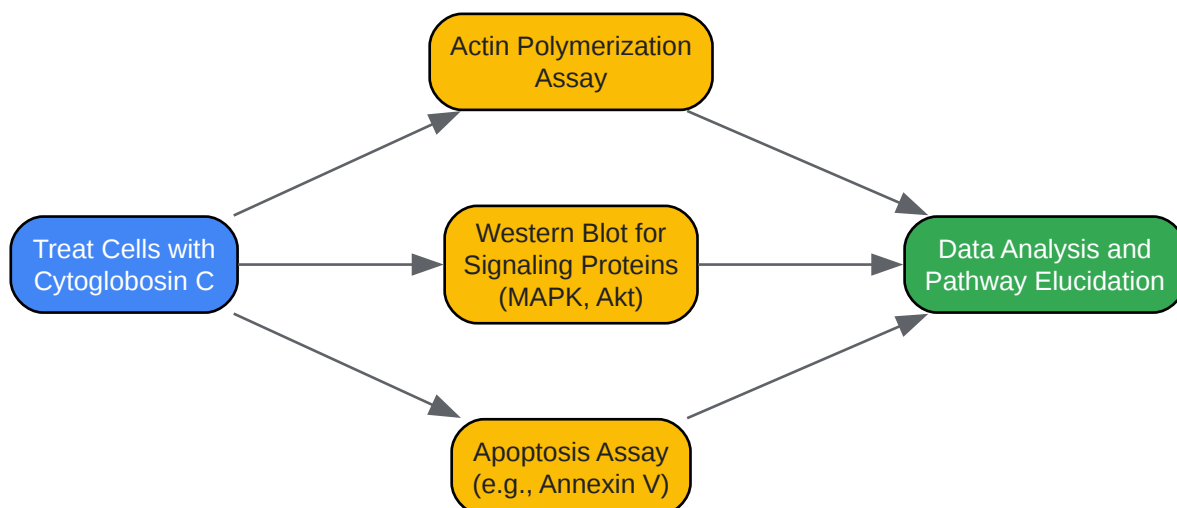 Actin Polymerization
Assay
Treat Cells with
Cytoglobosin C
Western Blot for
Signaling Proteins
(MAPK, Akt)
Data Analysis and
Pathway Elucidation
Apoptosis Assay
(e.g., Annexin V)